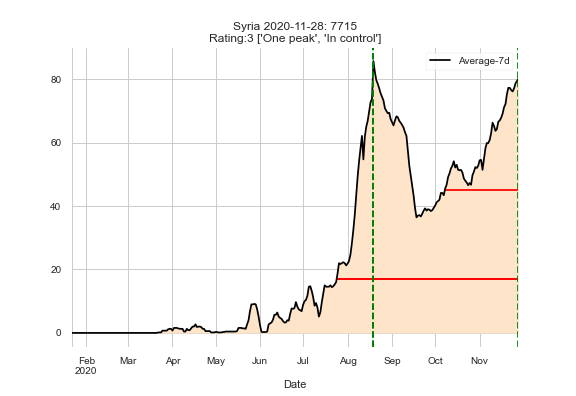 Syria 2020-11-28: 7715
Rating:3 ['One peak', 'In control']
Average-7d
80
60
40
20
0
Feb Mar Apr May Jun Jul Aug Sep Oct Nov
2020
Date